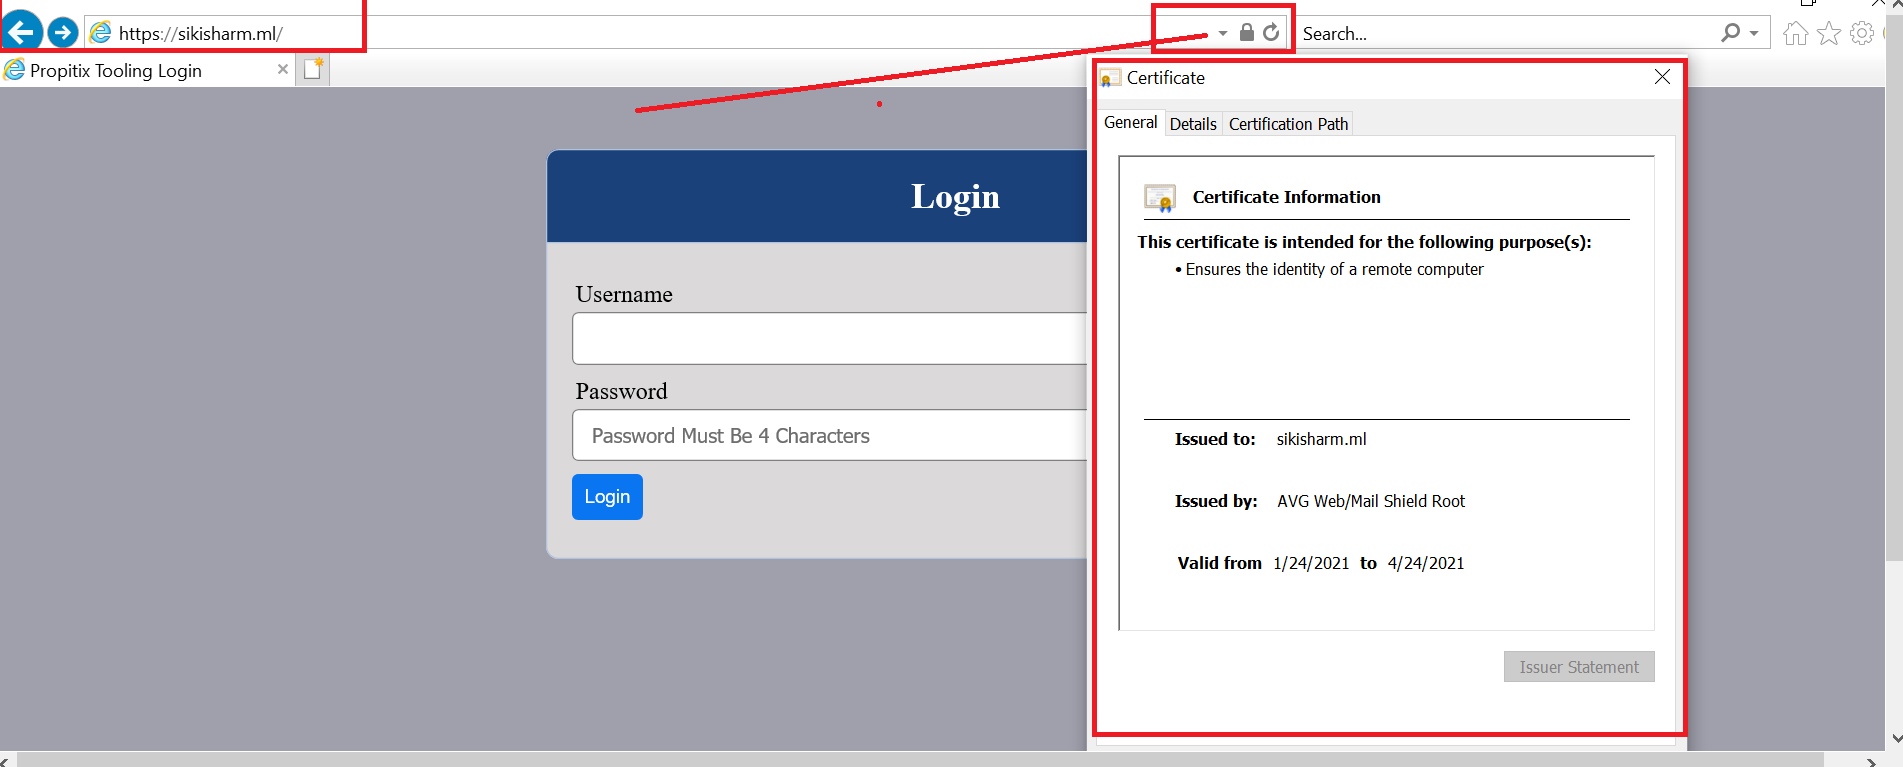 https://sikisharm.ml/
Search...
Propitix Tooling Login
Login
Username
Password
Password Must Be 4 Characters
Login
Certificate
General Details Certification Path
Certificate Information
This certificate is intended for the following purpose(s):
• Ensures the identity of a remote computer
Issued to: sikisharm.ml
Issued by: AVG Web/Mail Shield Root
Valid from 1/24/2021 to 4/24/2021
Issuer Statement